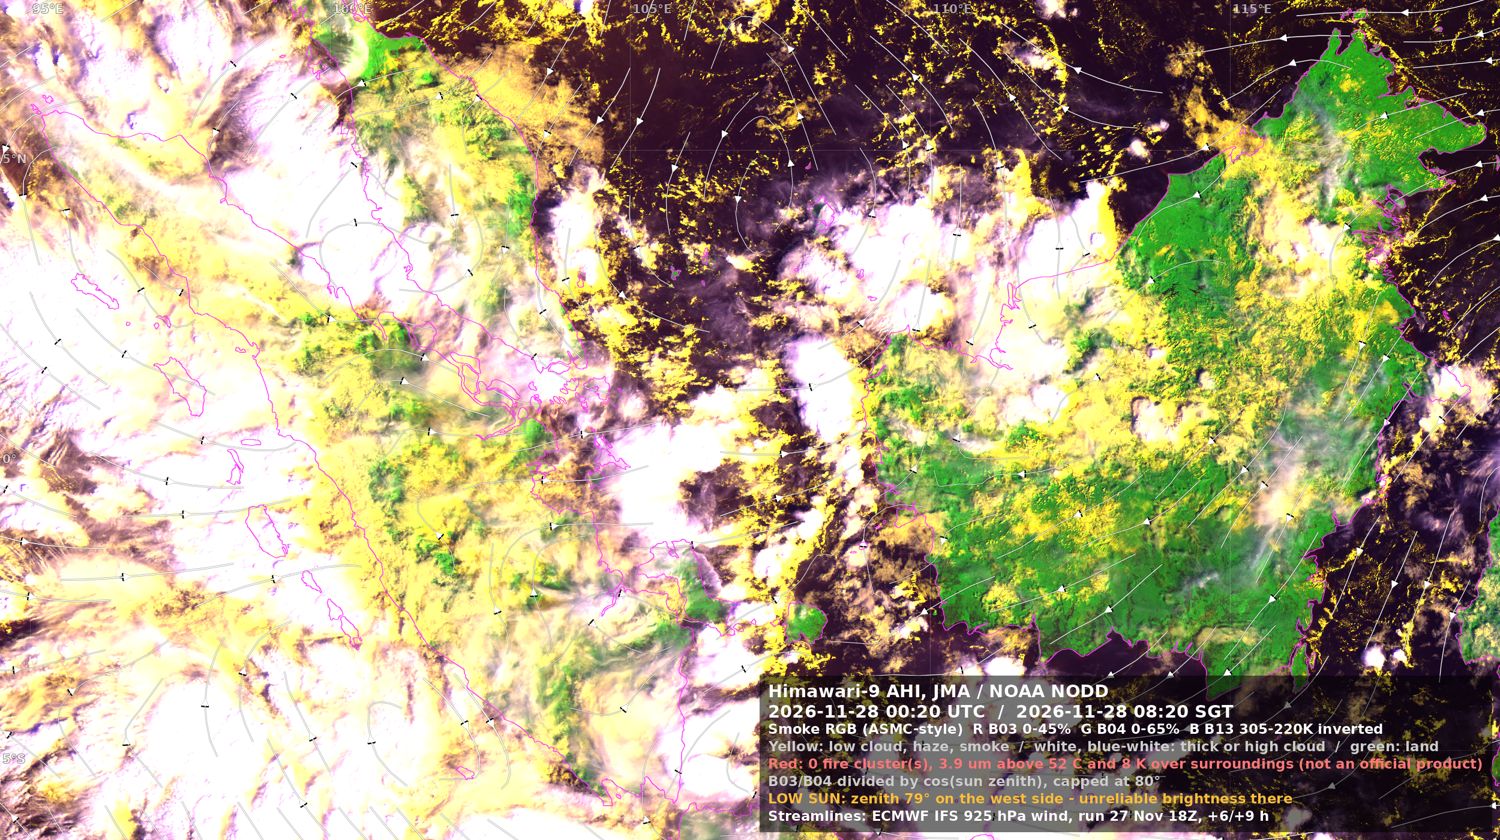 95°E
100°E
105°E
110°E
115°E
5°N
0°
5°S
Himawari-9 AHI, JMA / NOAA NODD
2026-11-28 00:20 UTC / 2026-11-28 08:20 SGT
Smoke RGB (ASMC-style) R B03 0-45% G B04 0-65% B B13 305-220K inverted
Yellow: low cloud, haze, smoke / white, blue-white: thick or high cloud / green: land
Red: 0 fire cluster(s), 3.9 um above 52 C and 8 K over surroundings (not an official product)
B03/B04 divided by cos(sun zenith), capped at 80°
LOW SUN: zenith 79° on the west side - unreliable brightness there
Streamlines: ECMWF IFS 925 hPa wind, run 27 Nov 18Z, +6/+9 h